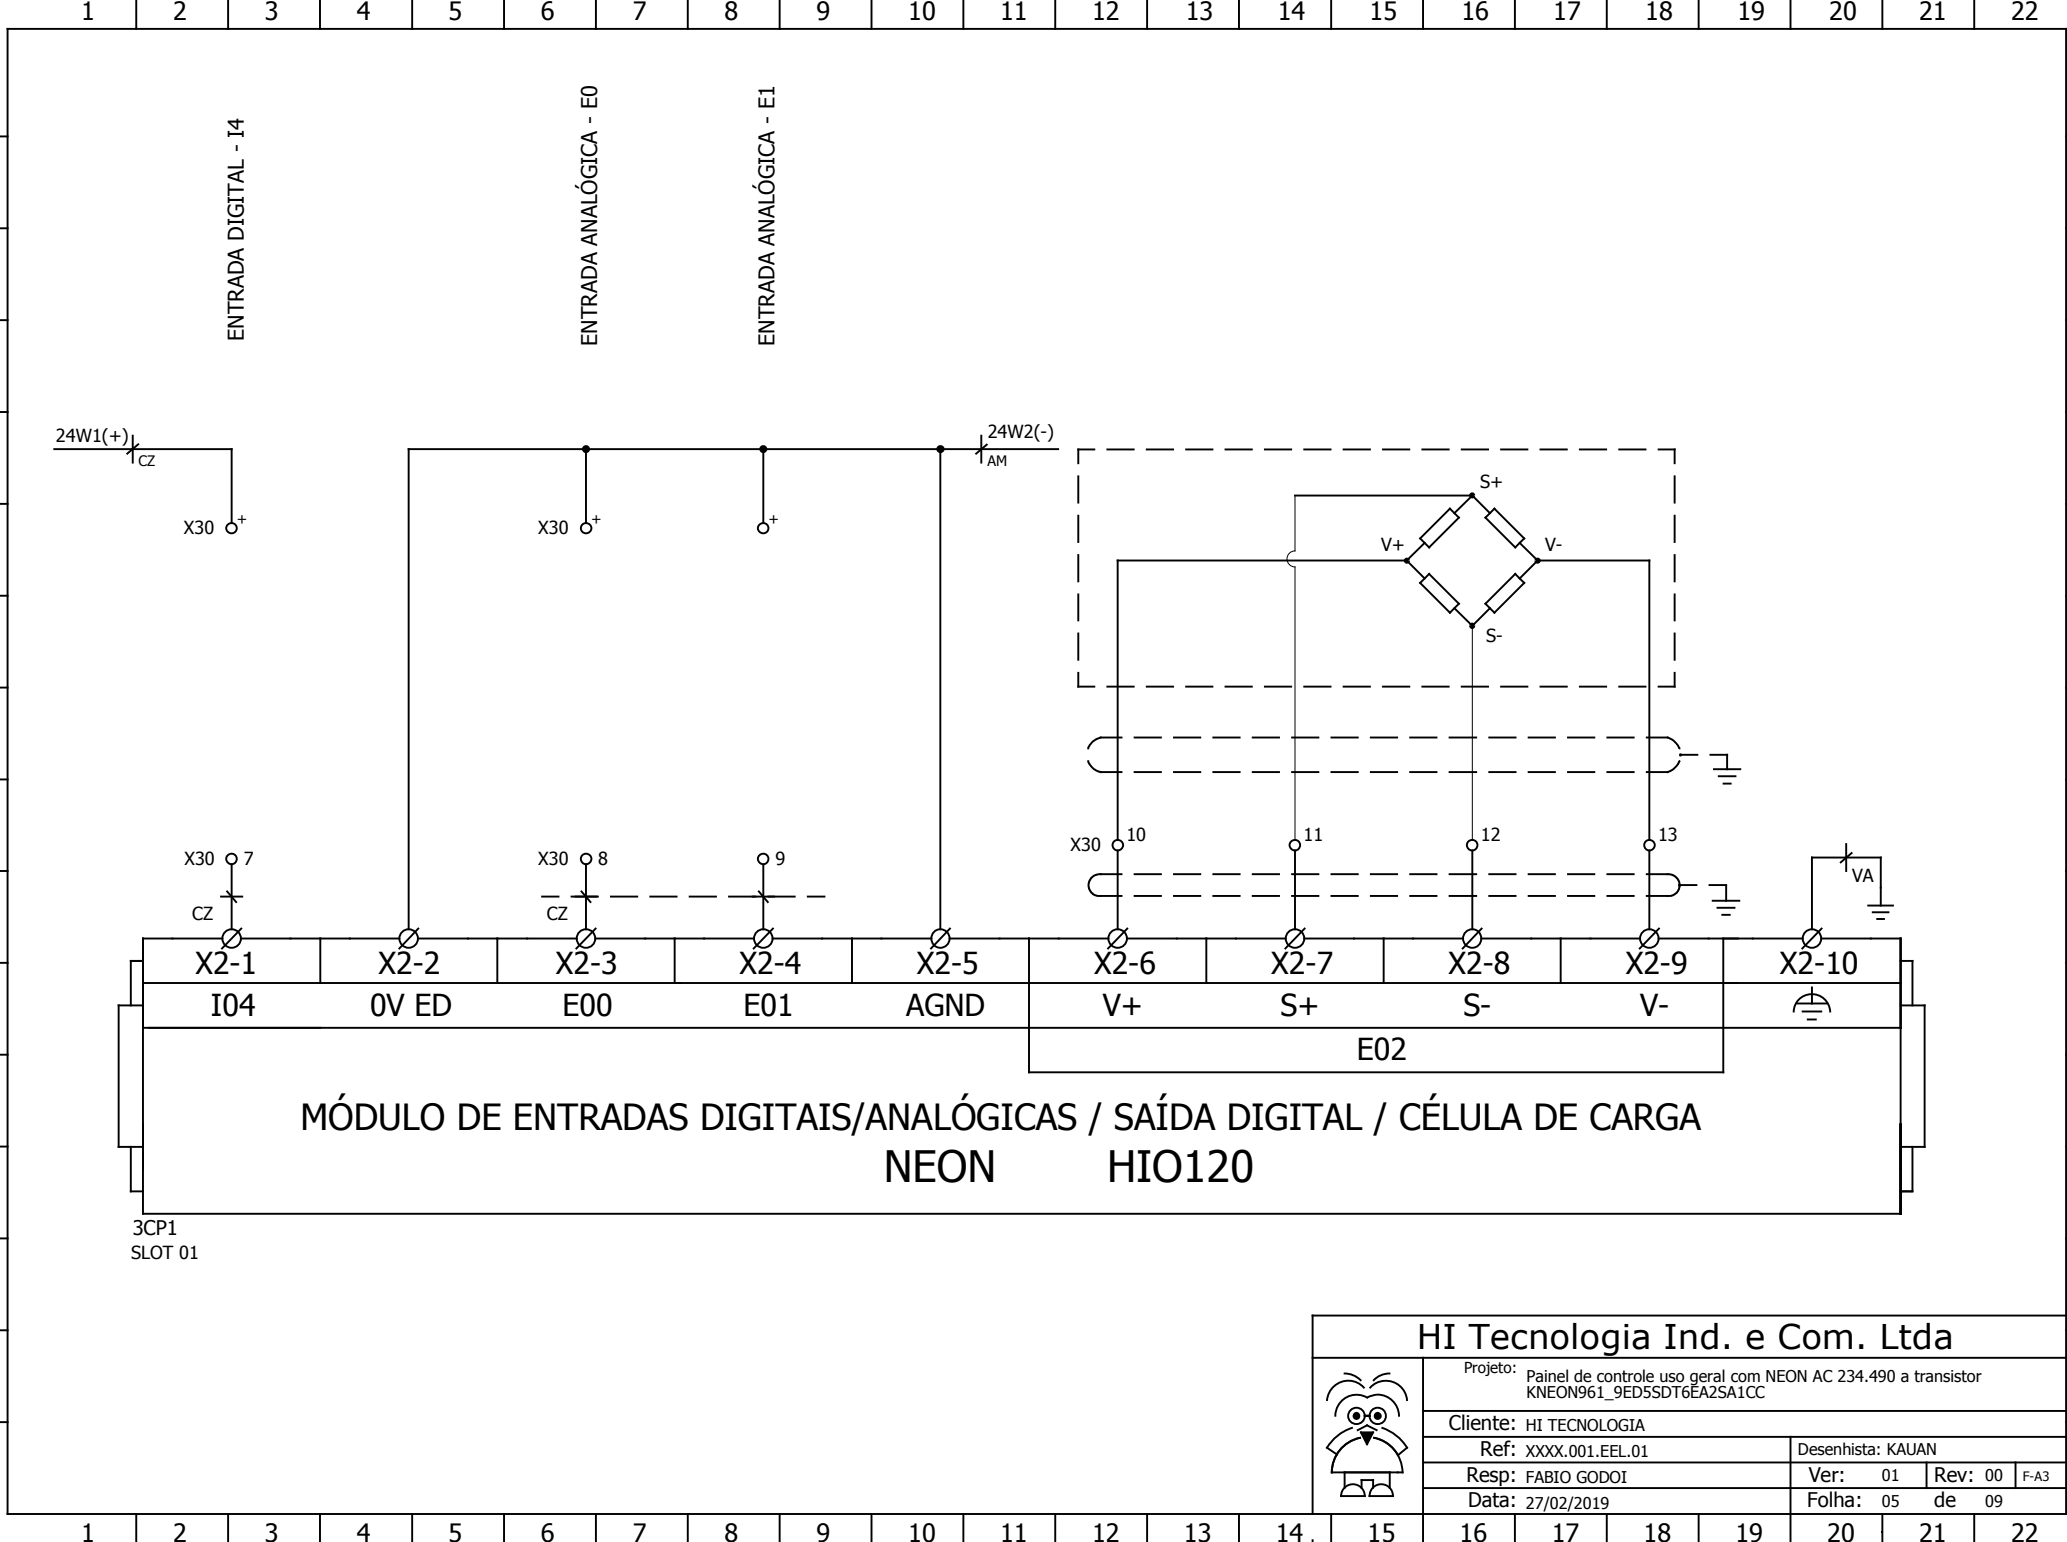 1 2 3 4 5 6 7 8 9 10 11 12 13 14 15 16 17 18 19 20 21 22
ENTRADA DIGITAL - I4
ENTRADA ANALÓGICA - E0
ENTRADA ANALÓGICA - E1
24W1(+)
CZ
24W2(-)
AM
X30 +
X30 +
+
S+
V+
V-
S-
X30 7
X30 8
9
X30 10
11
12
13
CZ
CZ
VA
X2-1 X2-2 X2-3 X2-4 X2-5 X2-6 X2-7 X2-8 X2-9 X2-10
I04 0V ED E00 E01 AGND V+ S+ S- V-
E02
MÓDULO DE ENTRADAS DIGITAIS/ANALÓGICAS / SAÍDA DIGITAL / CÉLULA DE CARGA
NEON HIO120
3CP1
SLOT 01
HI Tecnologia Ind. e Com. Ltda
Projeto: Painel de controle uso geral com NEON AC 234.490 a transistor
KNEON961_9ED5SDT6EA2SA1CC
Cliente: HI TECNOLOGIA
Ref: XXXX.001.EEL.01 Desenhista: KAUAN
Resp: FABIO GODOI Ver: 01 Rev: 00 F-A3
Data: 27/02/2019 Folha: 05 de 09
1 2 3 4 5 6 7 8 9 10 11 12 13 14 15 16 17 18 19 20 21 22